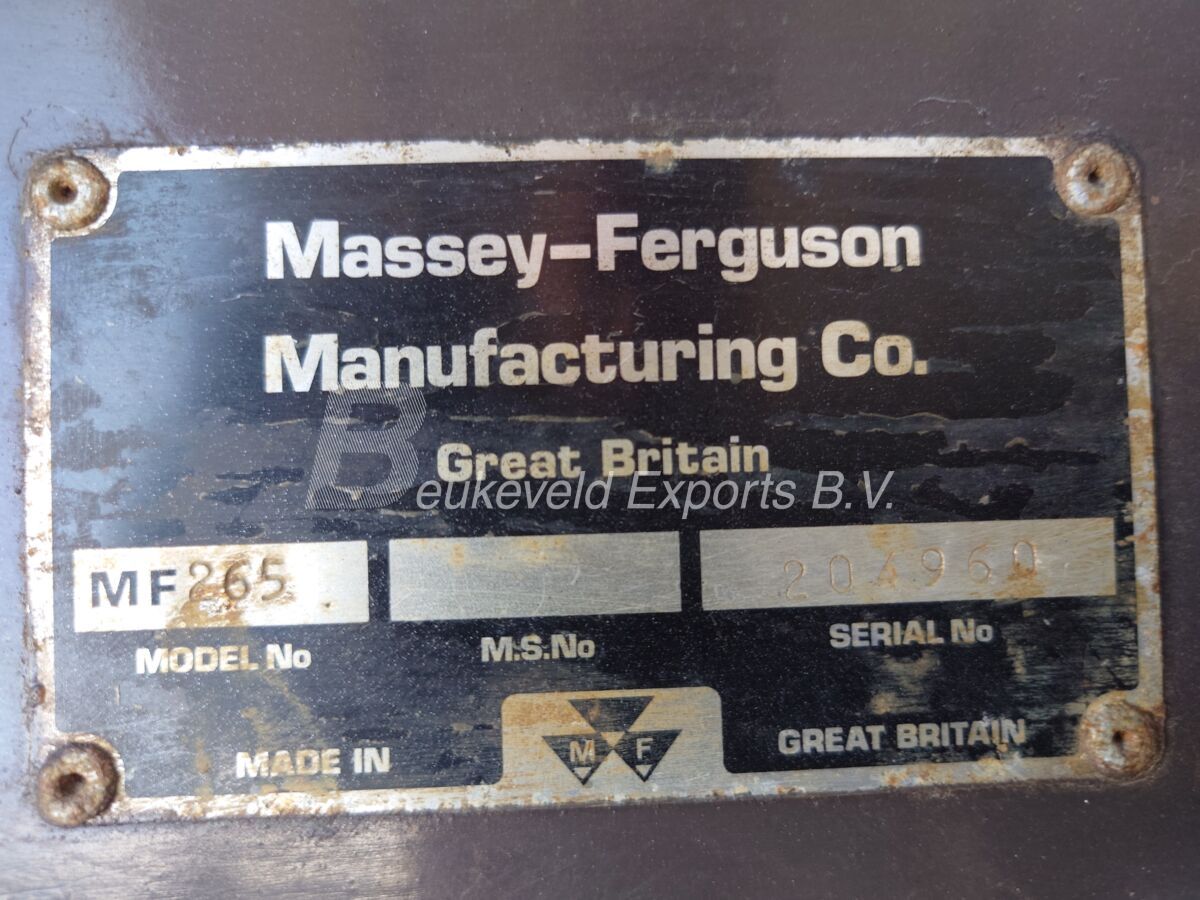 Massey-Ferguson
Manufacturing Co.
Great Britain
Beukeveld Exports B.V.
MF265
204960
MODEL No
M.S.No
SERIAL No
MADE IN
M F
GREAT BRITAIN